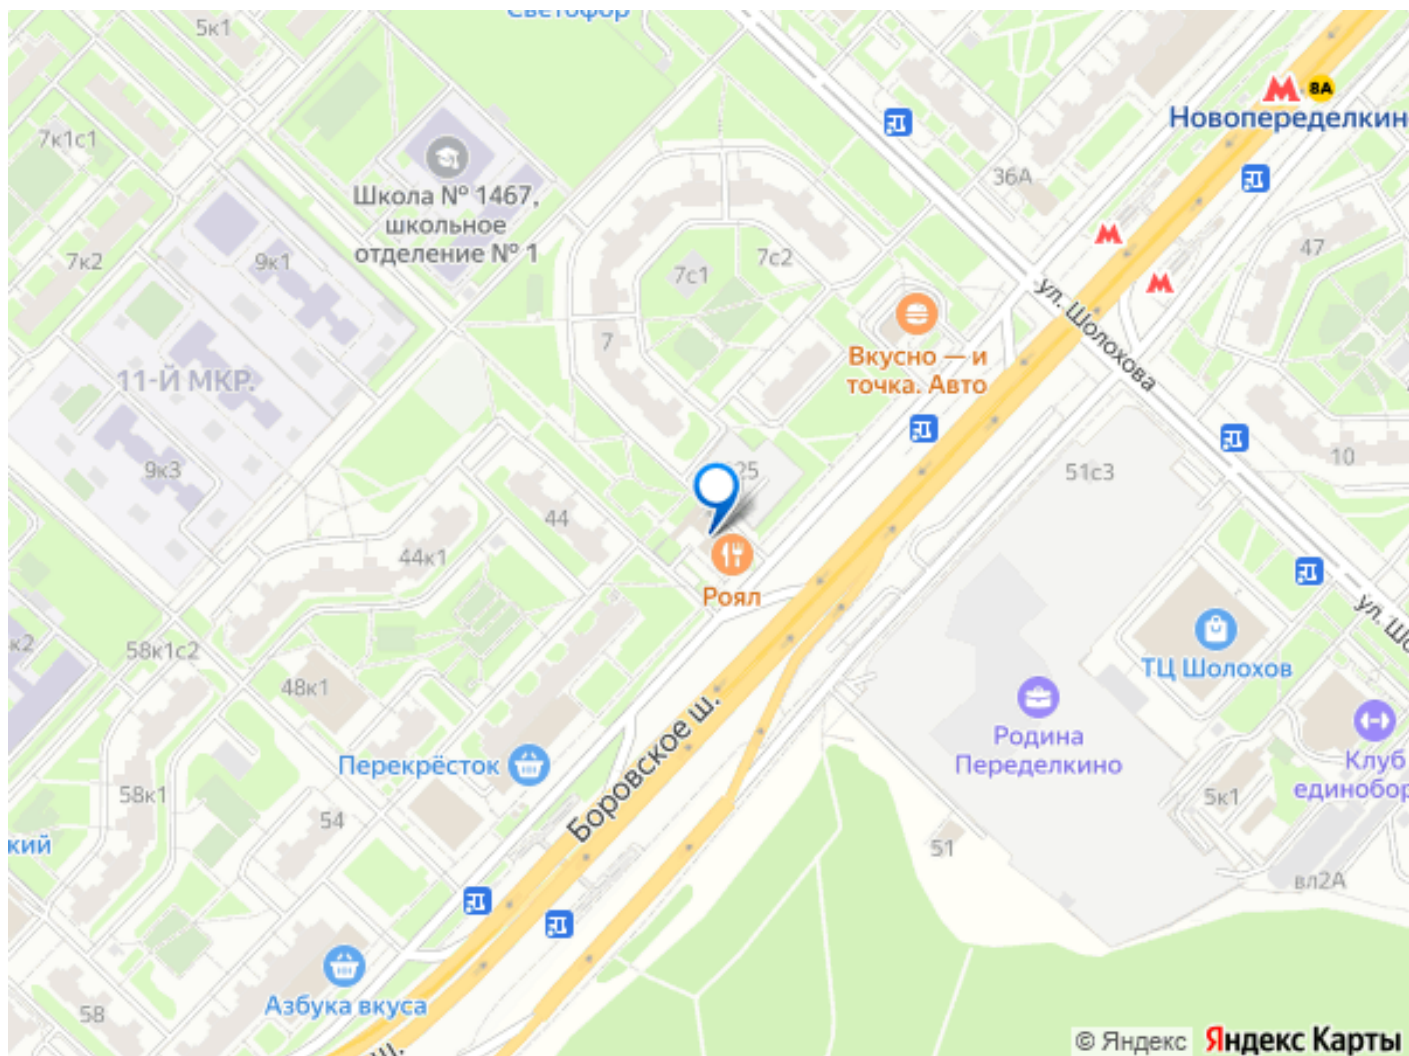 Светофор
5к1
8А
Новопеределкин
7к1с1
Школа № 1467,
школьное
отделение № 1
36А
47
7к2
9к1
7с1
7с2
ул. Шолохова
7
Вкусно — и
точка. Авто
11-Й МКР.
9к3
25
51с3
10
44
44к1
Роял
ул. Шо
к2
58к1с2
48к1
ТЦ Шолохов
Боровское ш.
Родина
Переделкино
Перекрёсток
Клуб
единобор
58к1
54
5к1
кий
51
вл2А
Азбука вкуса
58
ш.
© Яндекс Яндекс Карты